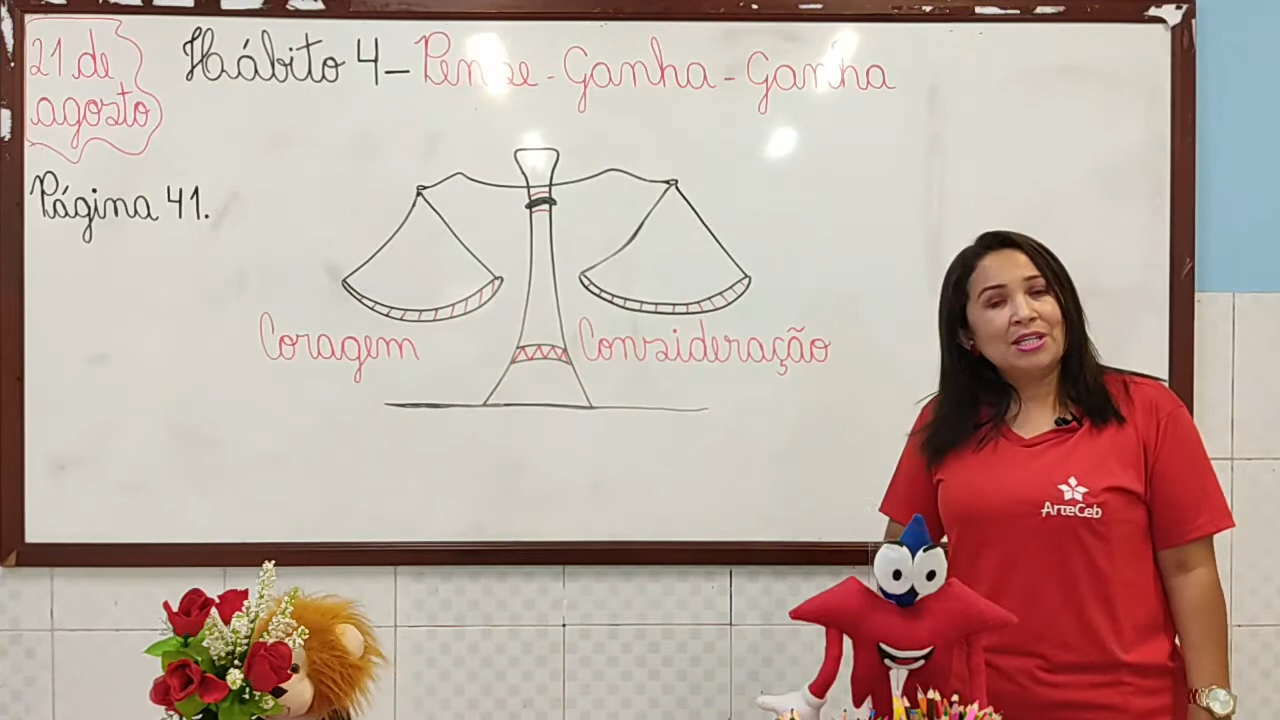 21 de
agosto
Hábito 4 - Pense - Ganha - Ganha
Página 41.
Coragem
Consideração
ArteCeb